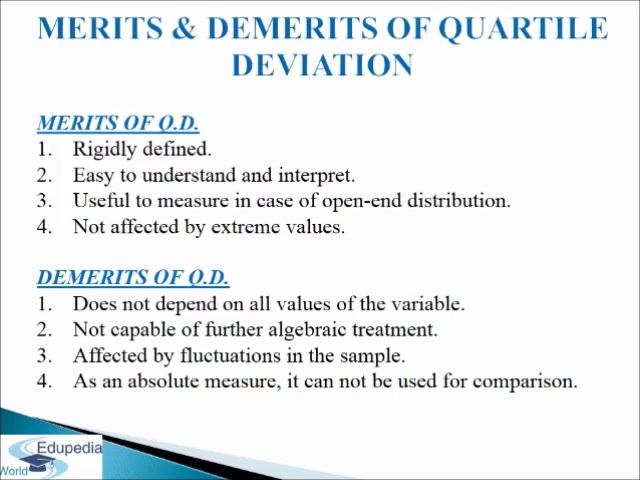 MERITS & DEMERITS OF QUARTILE
DEVIATION
MERITS OF Q.D.
1. Rigidly defined.
2. Easy to understand and interpret.
3. Useful to measure in case of open-end distribution.
4. Not affected by extreme values.
DEMERITS OF Q.D.
1. Does not depend on all values of the variable.
2. Not capable of further algebraic treatment.
3. Affected by fluctuations in the sample.
4. As an absolute measure, it can not be used for comparison.
Edupedia
World